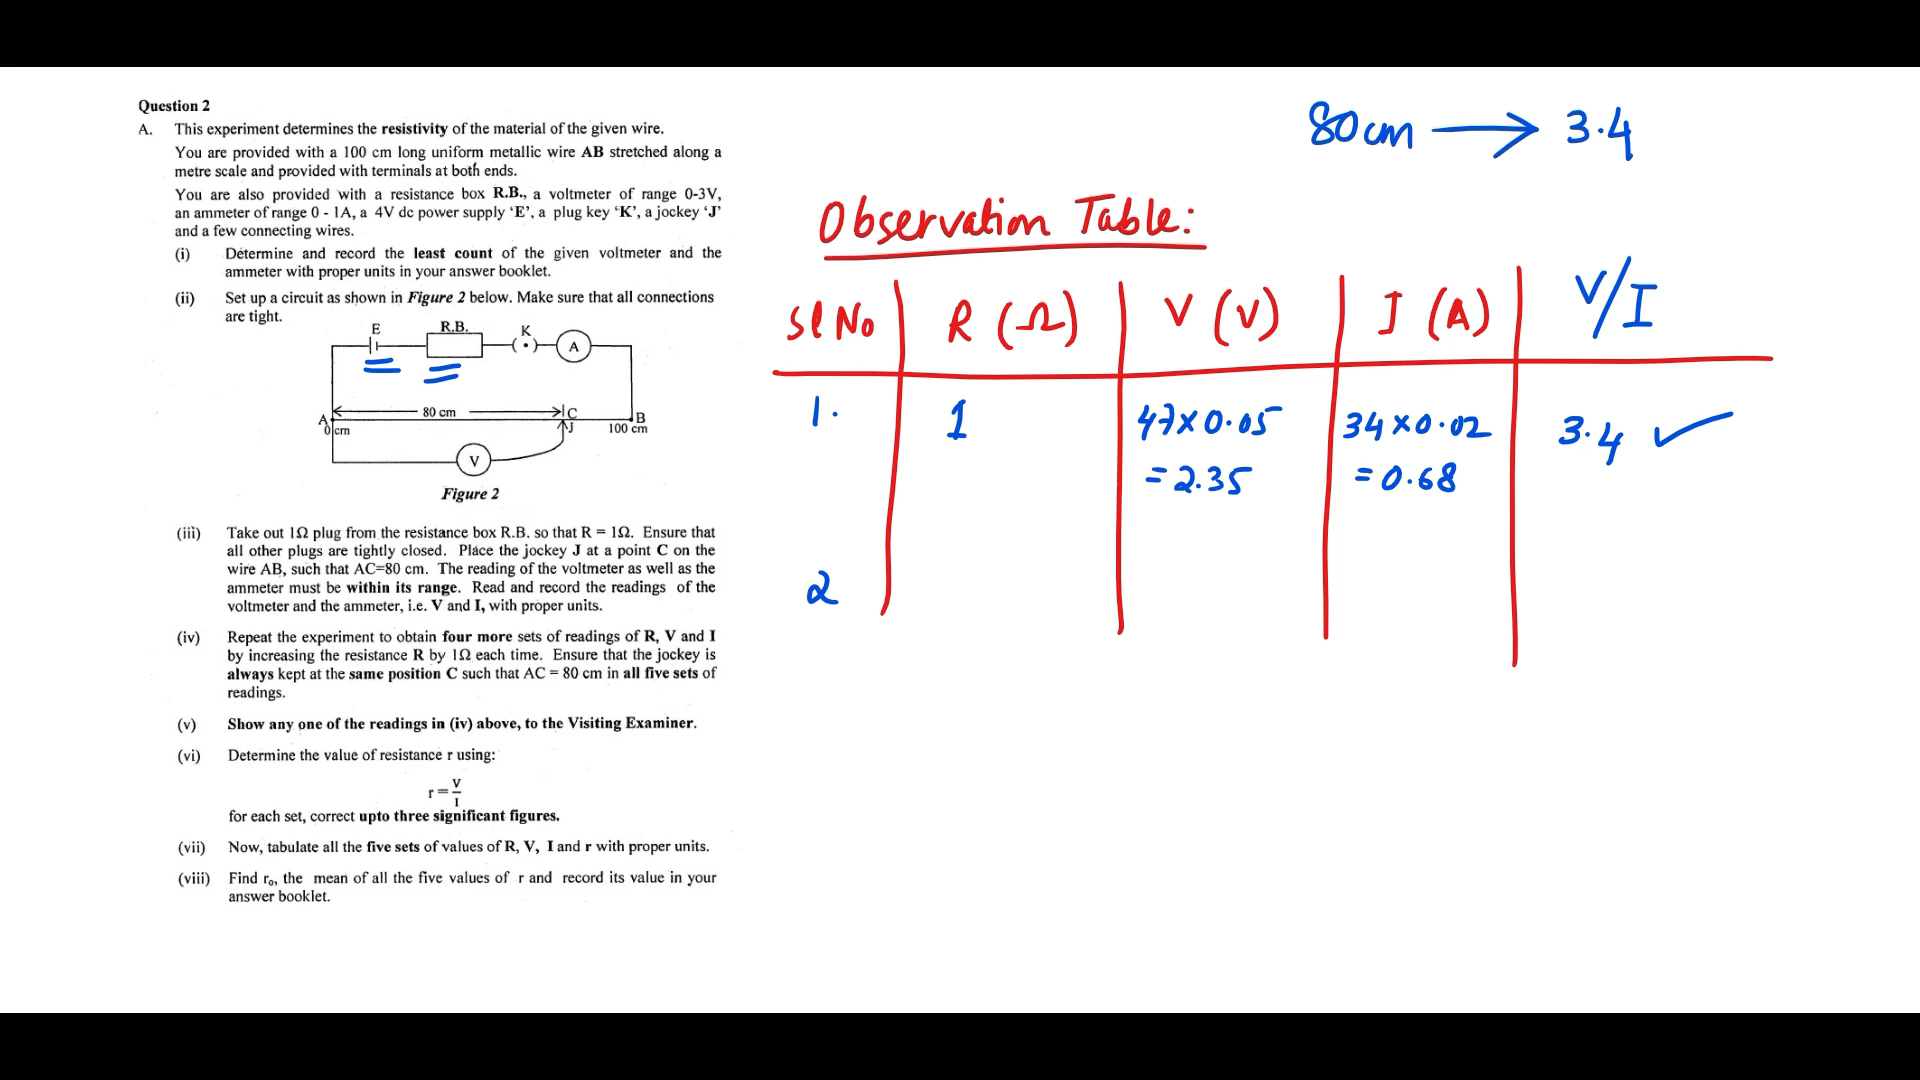 Question 2
A. This experiment determines the resistivity of the material of the given wire.
You are provided with a 100 cm long uniform metallic wire AB stretched along a
metre scale and provided with terminals at both ends.
You are also provided with a resistance box R.B., a voltmeter of range 0-3V,
an ammeter of range 0 - 1A, a 4V dc power supply ‘E’, a plug key ‘K’, a jockey ‘J’
and a few connecting wires.
(i) Determine and record the least count of the given voltmeter and the
ammeter with proper units in your answer booklet.
(ii) Set up a circuit as shown in Figure 2 below. Make sure that all connections
are tight.
E R.B. K
A
80 cm C
A B
0 cm J 100 cm
V
Figure 2
(iii) Take out 1Ω plug from the resistance box R.B. so that R = 1Ω. Ensure that
all other plugs are tightly closed. Place the jockey J at a point C on the
wire AB, such that AC=80 cm. The reading of the voltmeter as well as the
ammeter must be within its range. Read and record the readings of the
voltmeter and the ammeter, i.e. V and I, with proper units.
(iv) Repeat the experiment to obtain four more sets of readings of R, V and I
by increasing the resistance R by 1Ω each time. Ensure that the jockey is
always kept at the same position C such that AC = 80 cm in all five sets of
readings.
(v) Show any one of the readings in (iv) above, to the Visiting Examiner.
(vi) Determine the value of resistance r using:
r = V/I
for each set, correct upto three significant figures.
(vii) Now, tabulate all the five sets of values of R, V, I and r with proper units.
(viii) Find r₀, the mean of all the five values of r and record its value in your
answer booklet.
80 cm → 3.4
Observation Table:
Sl No R (Ω) V (V) I (A) V/I
1. 1 47×0.05 34×0.02 3.4 ✓
= 2.35 = 0.68
2